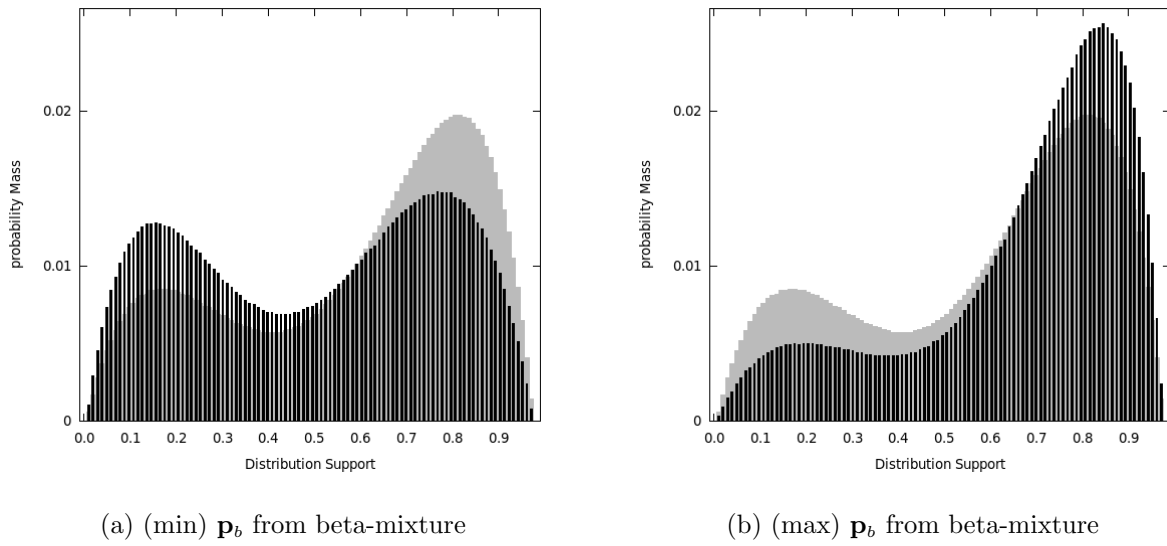 0.02
0.01
0
probability Mass
0.0 0.1 0.2 0.3 0.4 0.5 0.6 0.7 0.8 0.9
Distribution Support
(a) (min) p_b from beta-mixture
0.02
0.01
0
probability Mass
0.0 0.1 0.2 0.3 0.4 0.5 0.6 0.7 0.8 0.9
Distribution Support
(b) (max) p_b from beta-mixture